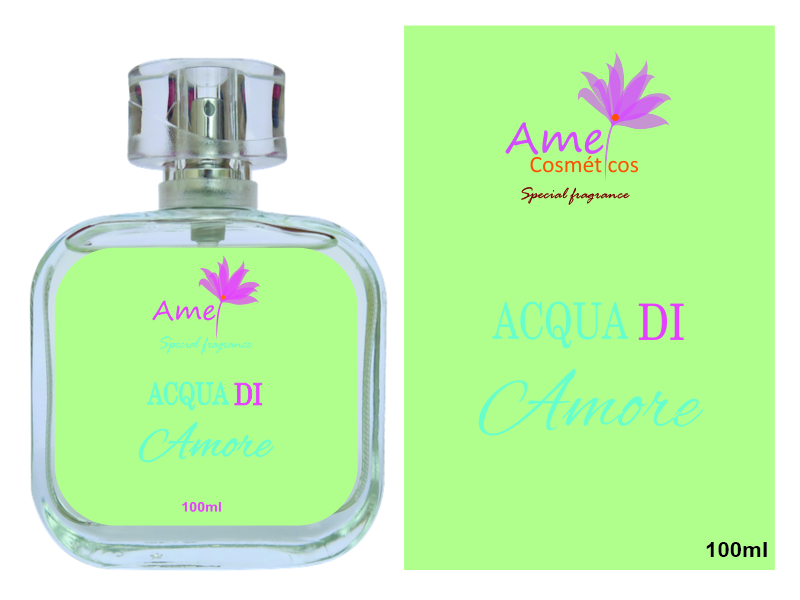 Ame
Special fragrance
ACQUA DI
Amore
100ml
Ame
Cosmét cos
Special fragrance
ACQUA DI
Amore
100ml